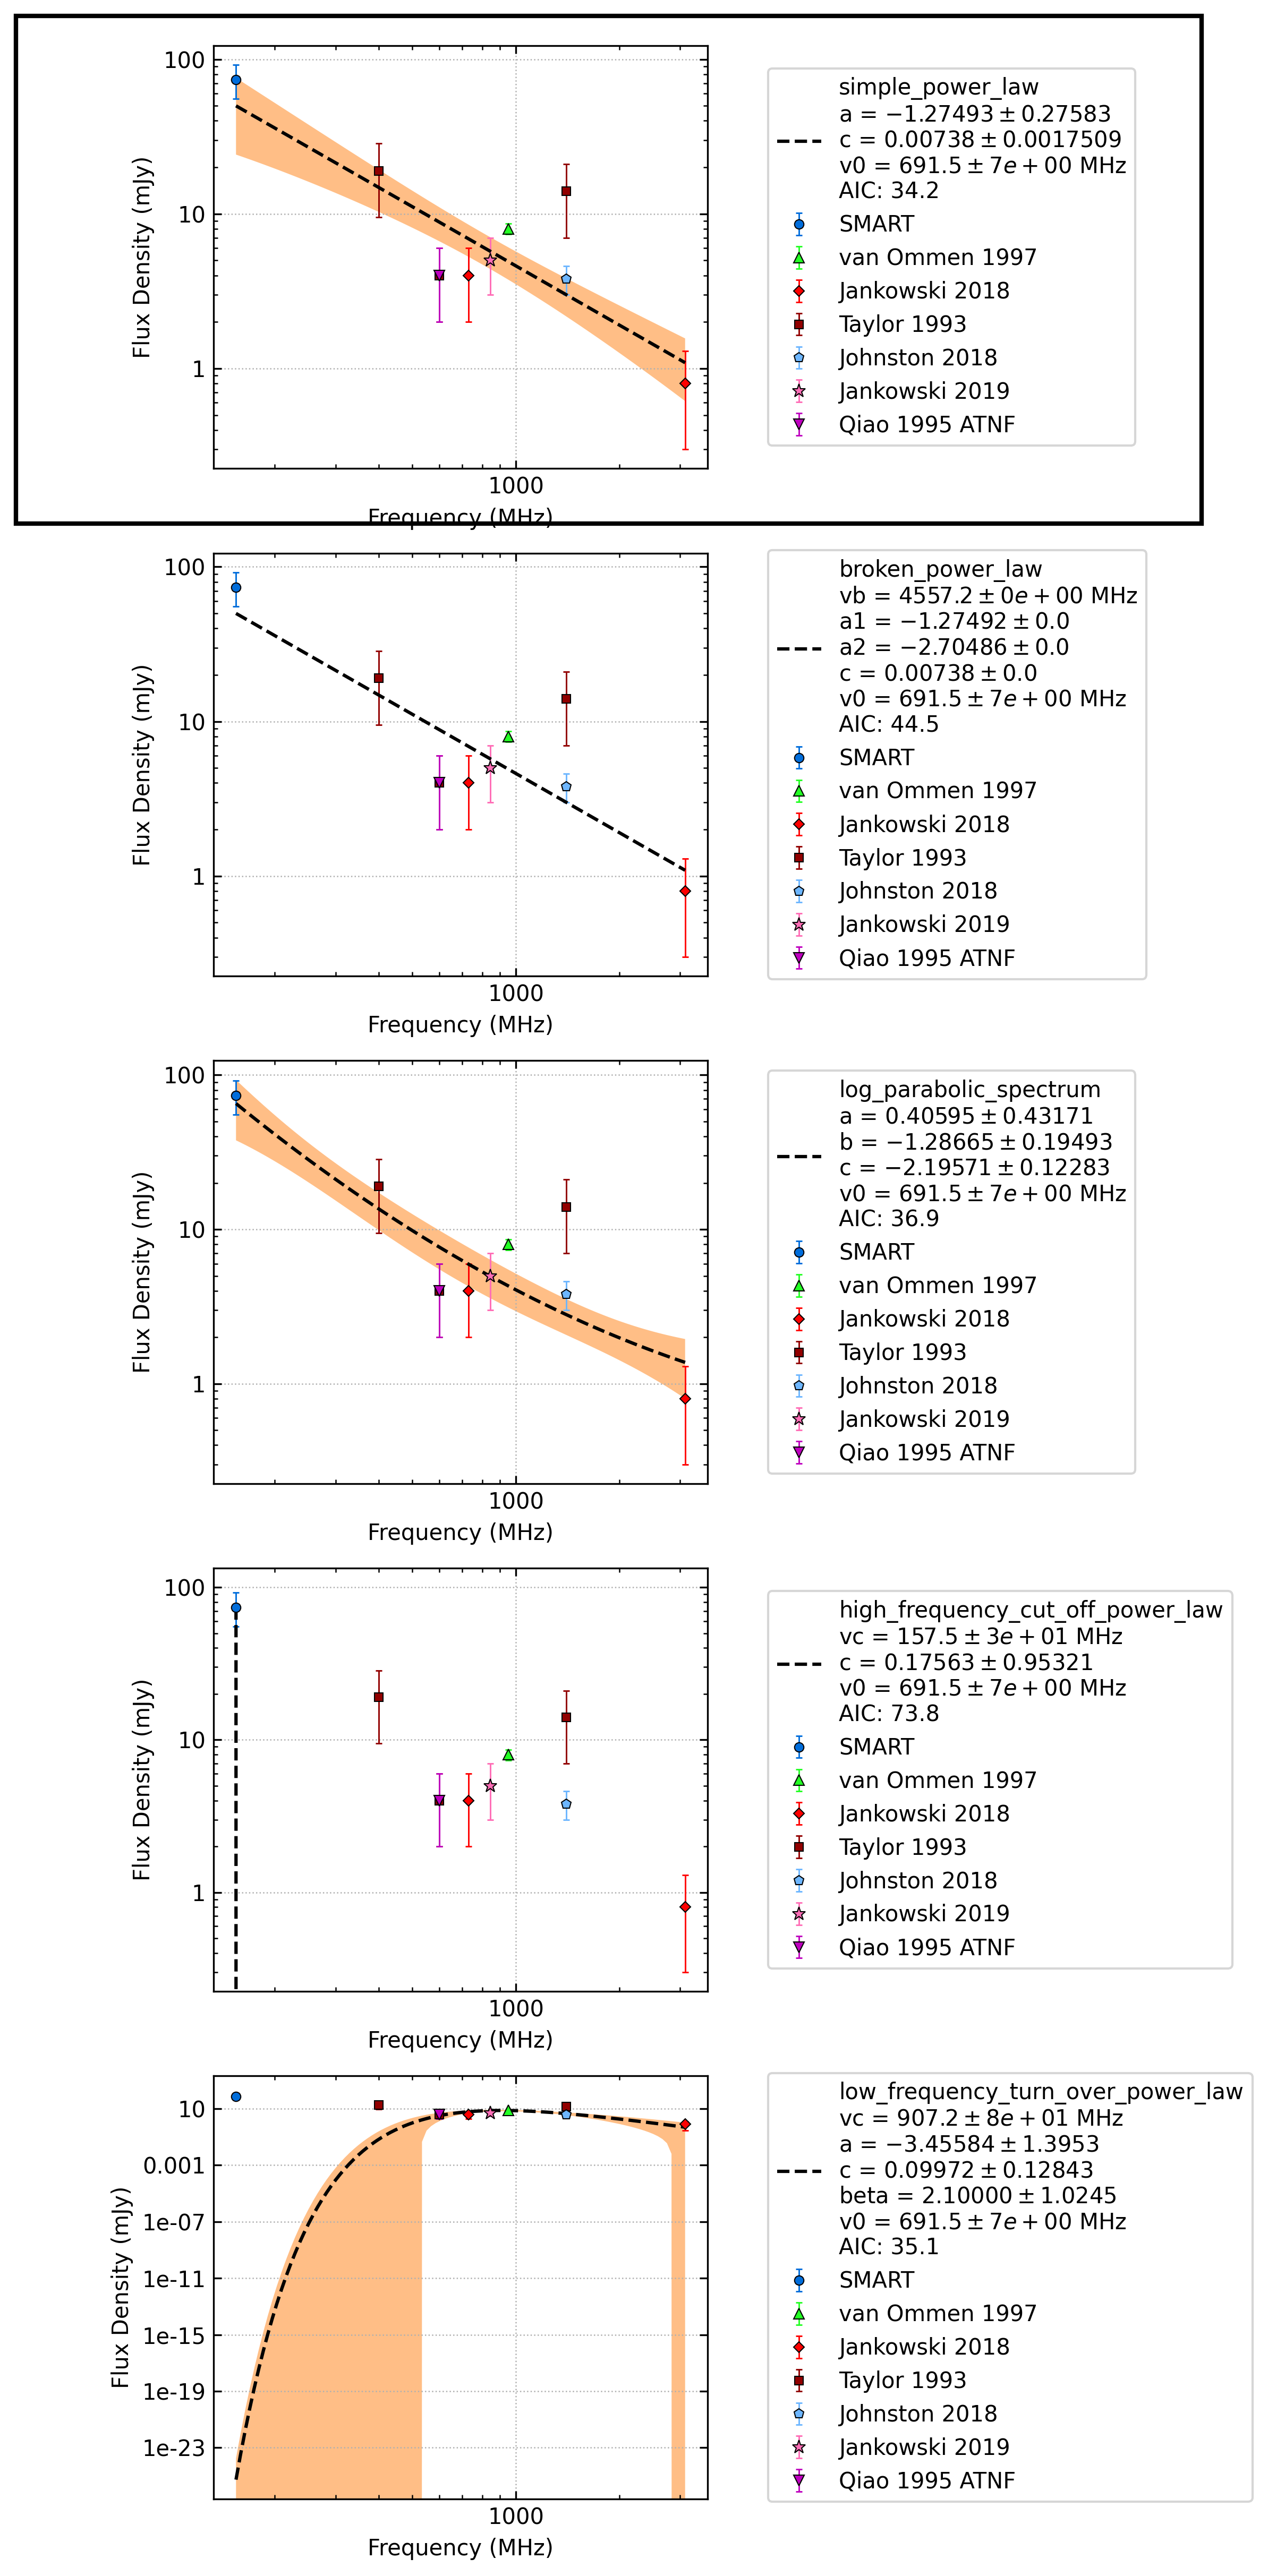 100
10
1
Flux Density (mJy)
1000
Frequency (MHz)
simple_power_law
a = −1.27493 ± 0.27583
c = 0.00738 ± 0.0017509
v0 = 691.5 ± 7e + 00 MHz
AIC: 34.2
SMART
van Ommen 1997
Jankowski 2018
Taylor 1993
Johnston 2018
Jankowski 2019
Qiao 1995 ATNF
100
10
1
Flux Density (mJy)
1000
Frequency (MHz)
broken_power_law
vb = 4557.2 ± 0e + 00 MHz
a1 = −1.27492 ± 0.0
a2 = −2.70486 ± 0.0
c = 0.00738 ± 0.0
v0 = 691.5 ± 7e + 00 MHz
AIC: 44.5
SMART
van Ommen 1997
Jankowski 2018
Taylor 1993
Johnston 2018
Jankowski 2019
Qiao 1995 ATNF
100
10
1
Flux Density (mJy)
1000
Frequency (MHz)
log_parabolic_spectrum
a = 0.40595 ± 0.43171
b = −1.28665 ± 0.19493
c = −2.19571 ± 0.12283
v0 = 691.5 ± 7e + 00 MHz
AIC: 36.9
SMART
van Ommen 1997
Jankowski 2018
Taylor 1993
Johnston 2018
Jankowski 2019
Qiao 1995 ATNF
100
10
1
Flux Density (mJy)
1000
Frequency (MHz)
high_frequency_cut_off_power_law
vc = 157.5 ± 3e + 01 MHz
c = 0.17563 ± 0.95321
v0 = 691.5 ± 7e + 00 MHz
AIC: 73.8
SMART
van Ommen 1997
Jankowski 2018
Taylor 1993
Johnston 2018
Jankowski 2019
Qiao 1995 ATNF
10
0.001
1e-07
1e-11
1e-15
1e-19
1e-23
Flux Density (mJy)
1000
Frequency (MHz)
low_frequency_turn_over_power_law
vc = 907.2 ± 8e + 01 MHz
a = −3.45584 ± 1.3953
c = 0.09972 ± 0.12843
beta = 2.10000 ± 1.0245
v0 = 691.5 ± 7e + 00 MHz
AIC: 35.1
SMART
van Ommen 1997
Jankowski 2018
Taylor 1993
Johnston 2018
Jankowski 2019
Qiao 1995 ATNF